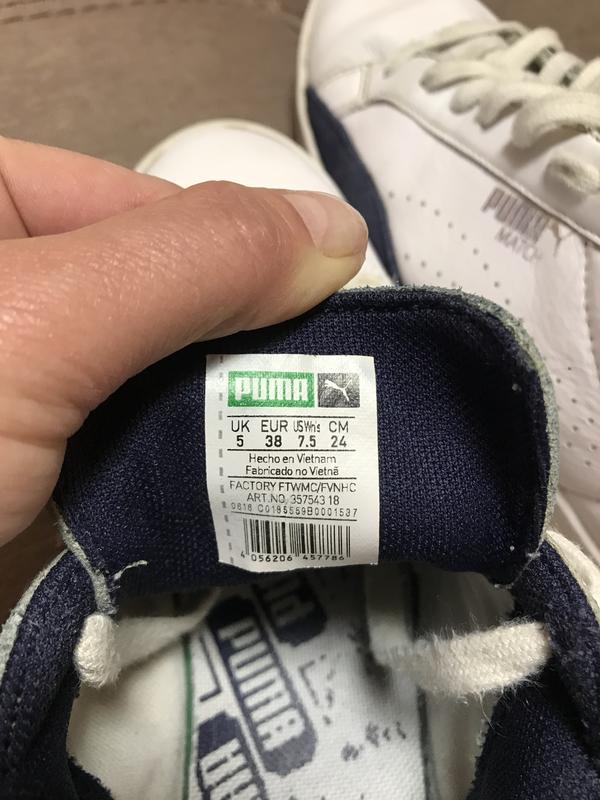 PUMA
MATCH
PUMA
UK EUR US Wn's CM
5 38 7.5 24
Hecho en Vietnam
Fabricado no Vietnã
FACTORY FTWMC/FVNHC
ART.NO. 357543 18
0616 C0185559B0001537
4 056206 457786
PUMA